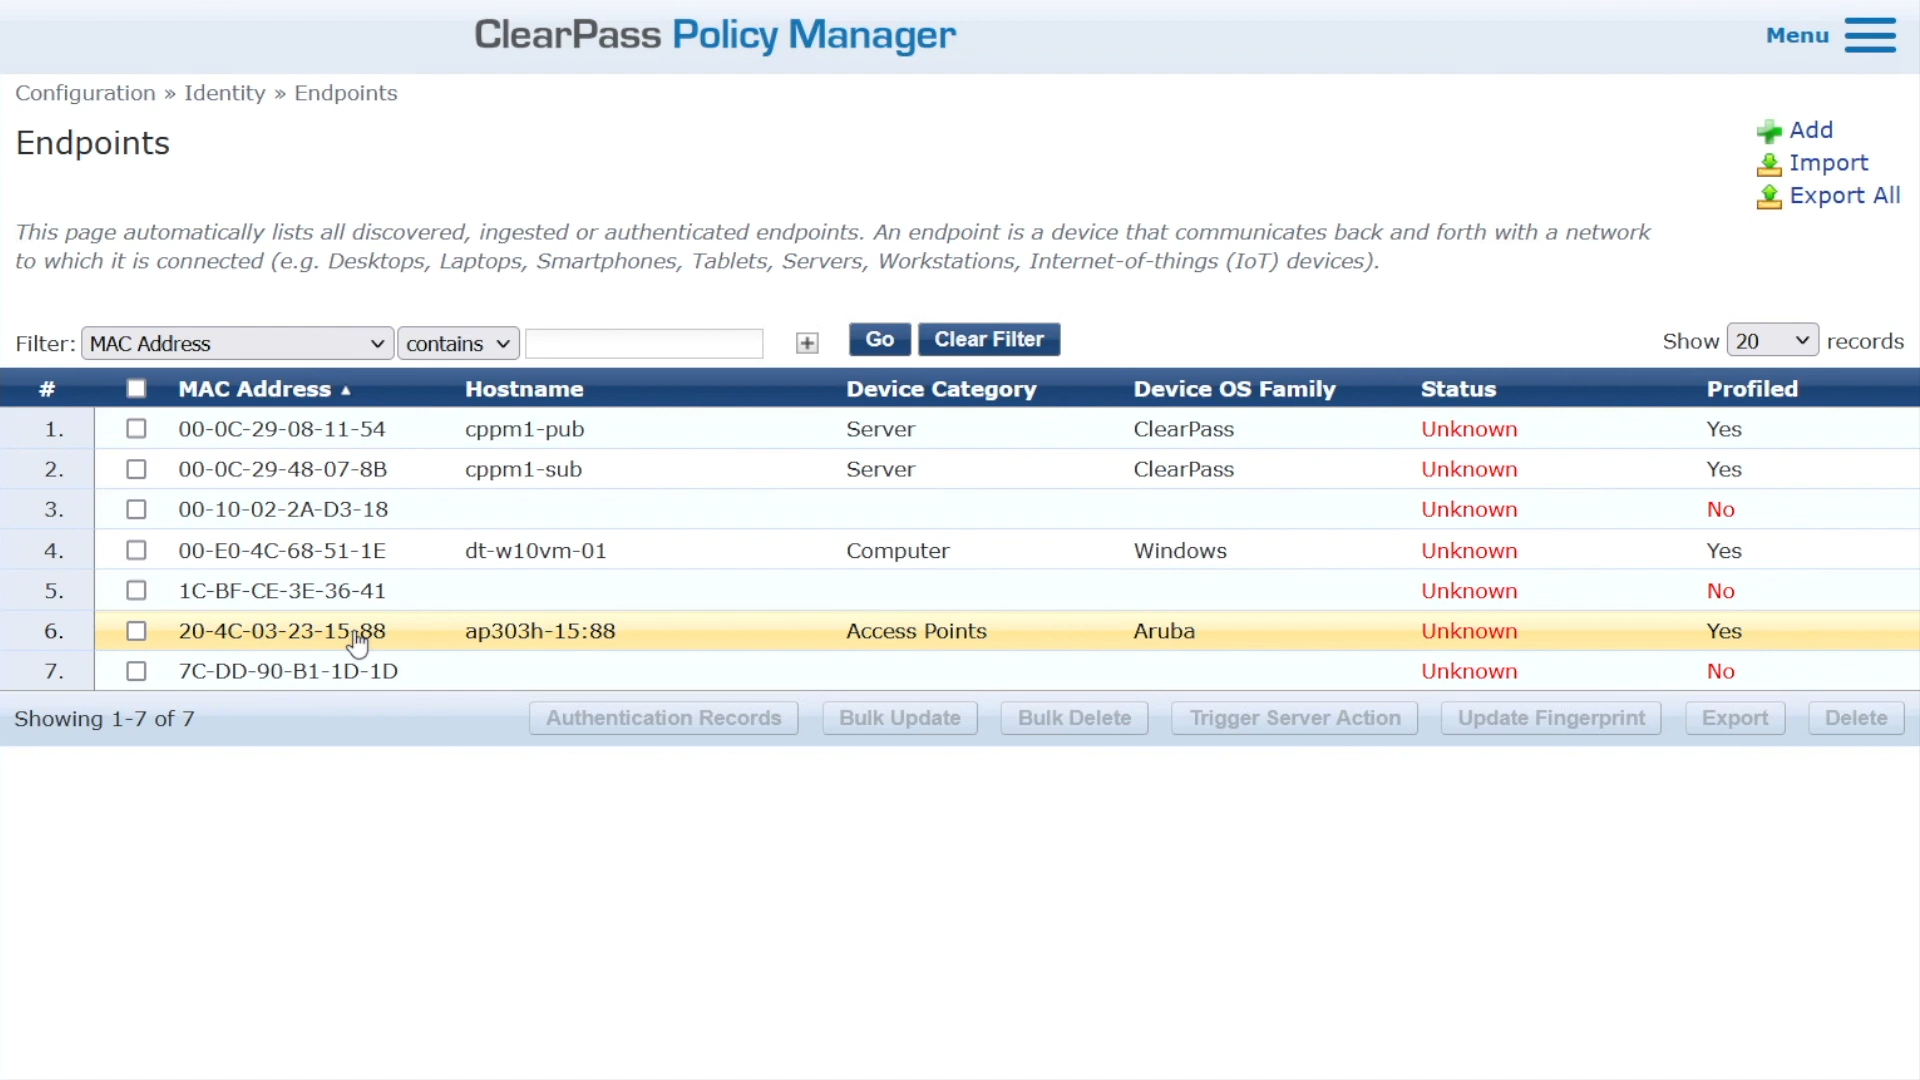 ClearPass Policy Manager
Menu
Configuration » Identity » Endpoints
Endpoints
Add
Import
Export All
This page automatically lists all discovered, ingested or authenticated endpoints. An endpoint is a device that communicates back and forth with a network
to which it is connected (e.g. Desktops, Laptops, Smartphones, Tablets, Servers, Workstations, Internet-of-things (IoT) devices).
Filter: MAC Address contains Go Clear Filter Show 20 records
# MAC Address Hostname Device Category Device OS Family Status Profiled
1. 00-0C-29-08-11-54 cppm1-pub Server ClearPass Unknown Yes
2. 00-0C-29-48-07-8B cppm1-sub Server ClearPass Unknown Yes
3. 00-10-02-2A-D3-18 Unknown No
4. 00-E0-4C-68-51-1E dt-w10vm-01 Computer Windows Unknown Yes
5. 1C-BF-CE-3E-36-41 Unknown No
6. 20-4C-03-23-15-88 ap303h-15:88 Access Points Aruba Unknown Yes
7. 7C-DD-90-B1-1D-1D Unknown No
Showing 1-7 of 7 Authentication Records Bulk Update Bulk Delete Trigger Server Action Update Fingerprint Export Delete